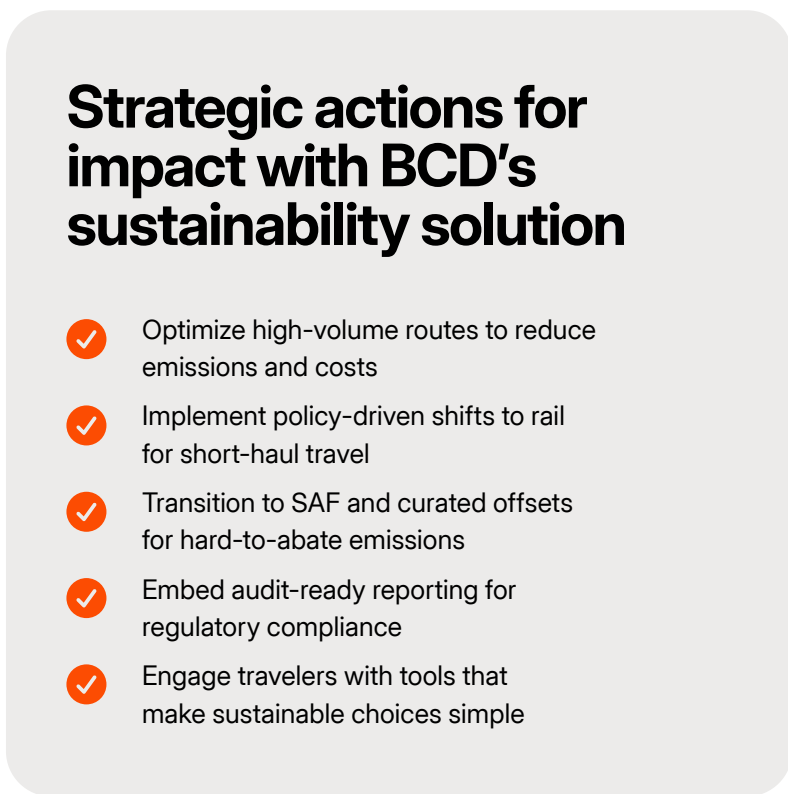 Strategic actions for
impact with BCD’s
sustainability solution
Optimize high-volume routes to reduce
emissions and costs
Implement policy-driven shifts to rail
for short-haul travel
Transition to SAF and curated offsets
for hard-to-abate emissions
Embed audit-ready reporting for
regulatory compliance
Engage travelers with tools that
make sustainable choices simple